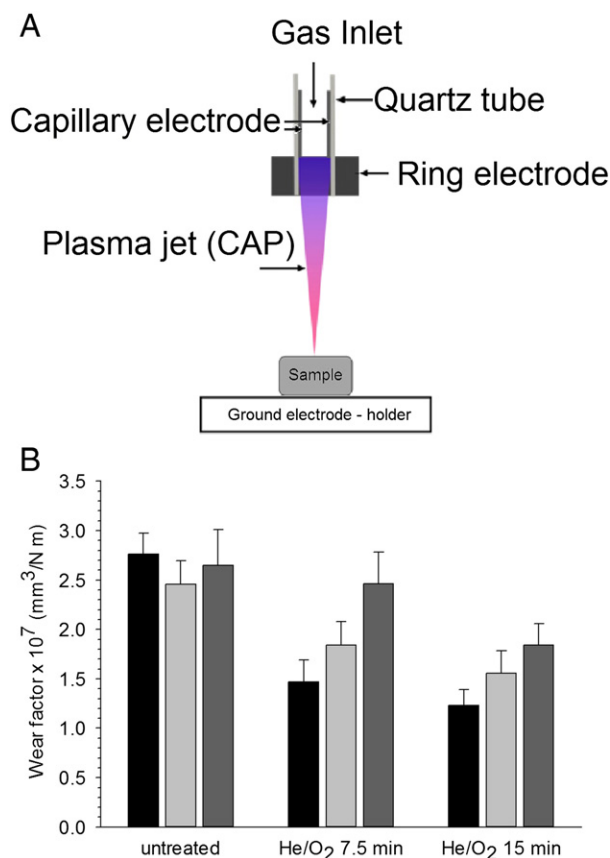 A
Gas Inlet
Quartz tube
Capillary electrode
Ring electrode
Plasma jet (CAP)
Sample
Ground electrode - holder
B
Wear factor x 10⁷ (mm³/N m)
3.5
3.0
2.5
2.0
1.5
1.0
0.5
0.0
untreated He/O₂ 7.5 min He/O₂ 15 min